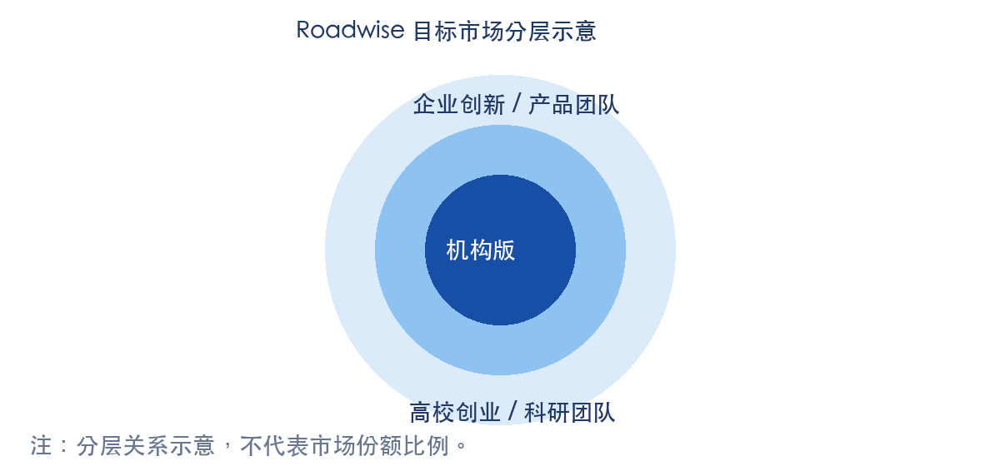 Roadwise 目标市场分层示意
企业创新 / 产品团队
机构版
高校创业 / 科研团队
注：分层关系示意，不代表市场份额比例。